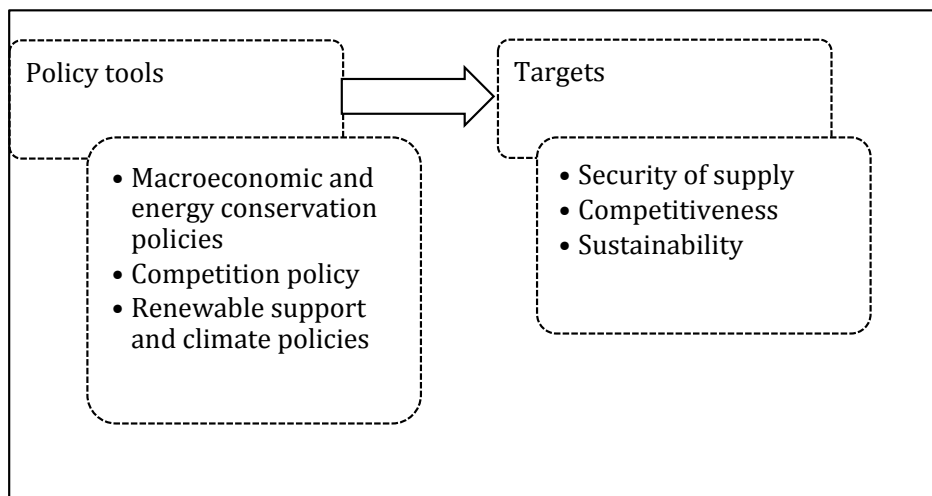 Policy tools
• Macroeconomic and
energy conservation
policies
• Competition policy
• Renewable support
and climate policies
Targets
• Security of supply
• Competitiveness
• Sustainability